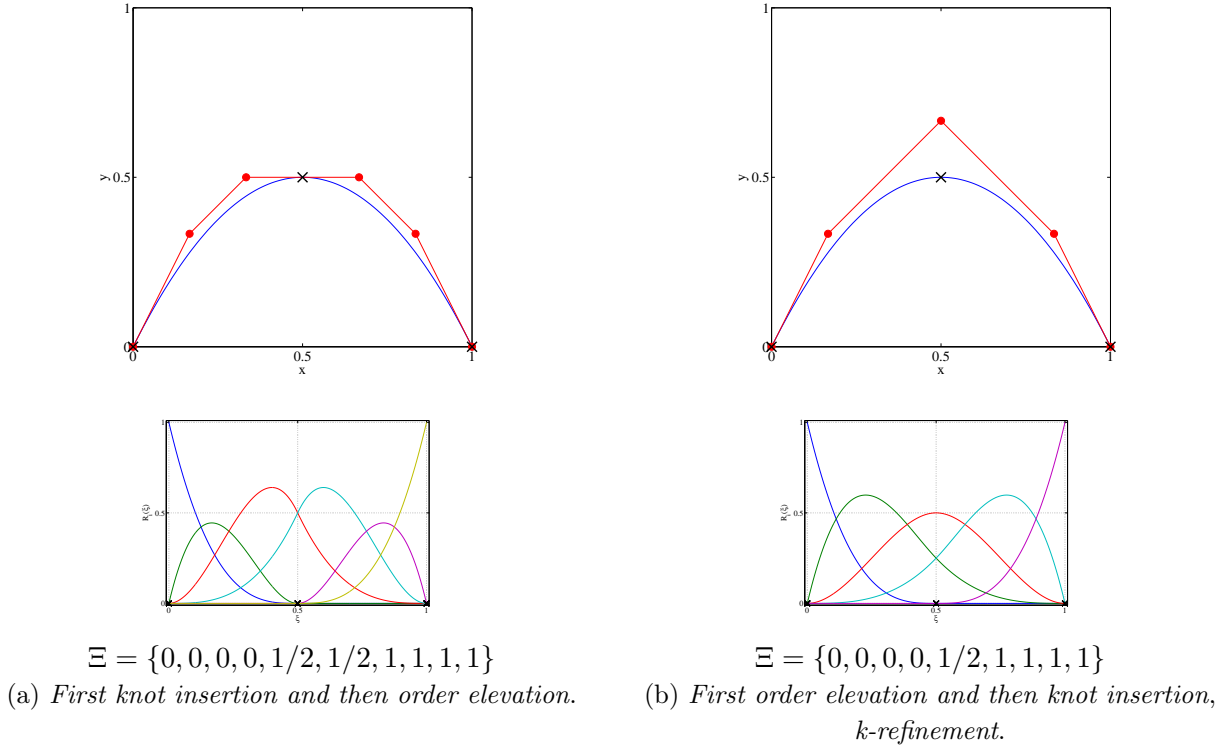 1
0.5
y
0
0
0.5
1
x
1
0.5
R_i(ξ)
0
0
0.5
1
ξ
Ξ = {0, 0, 0, 0, 1/2, 1/2, 1, 1, 1, 1}
(a) First knot insertion and then order elevation.
1
0.5
y
0
0
0.5
1
x
1
0.5
R_i(ξ)
0
0
0.5
1
ξ
Ξ = {0, 0, 0, 0, 1/2, 1, 1, 1, 1}
(b) First order elevation and then knot insertion,
k-refinement.